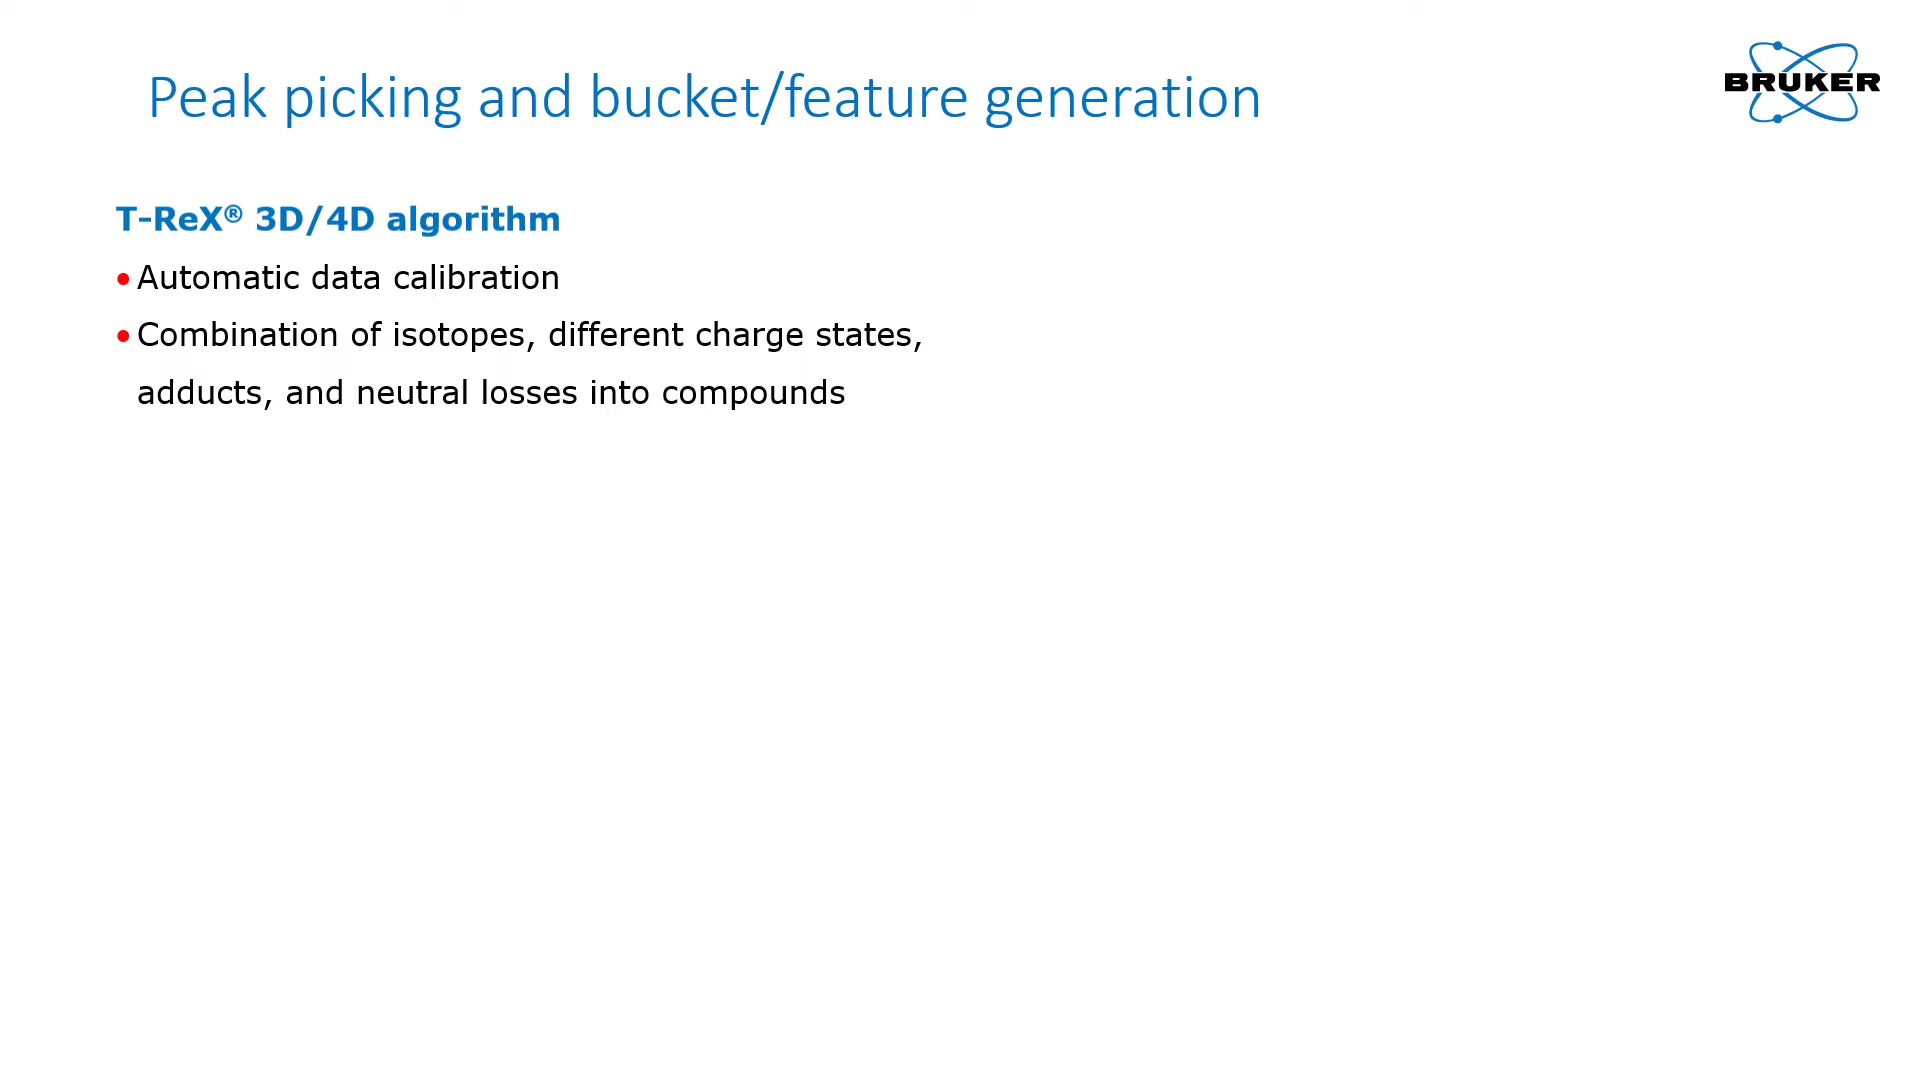 Peak picking and bucket/feature generation
BRUKER
T-ReX® 3D/4D algorithm
• Automatic data calibration
• Combination of isotopes, different charge states,
adducts, and neutral losses into compounds